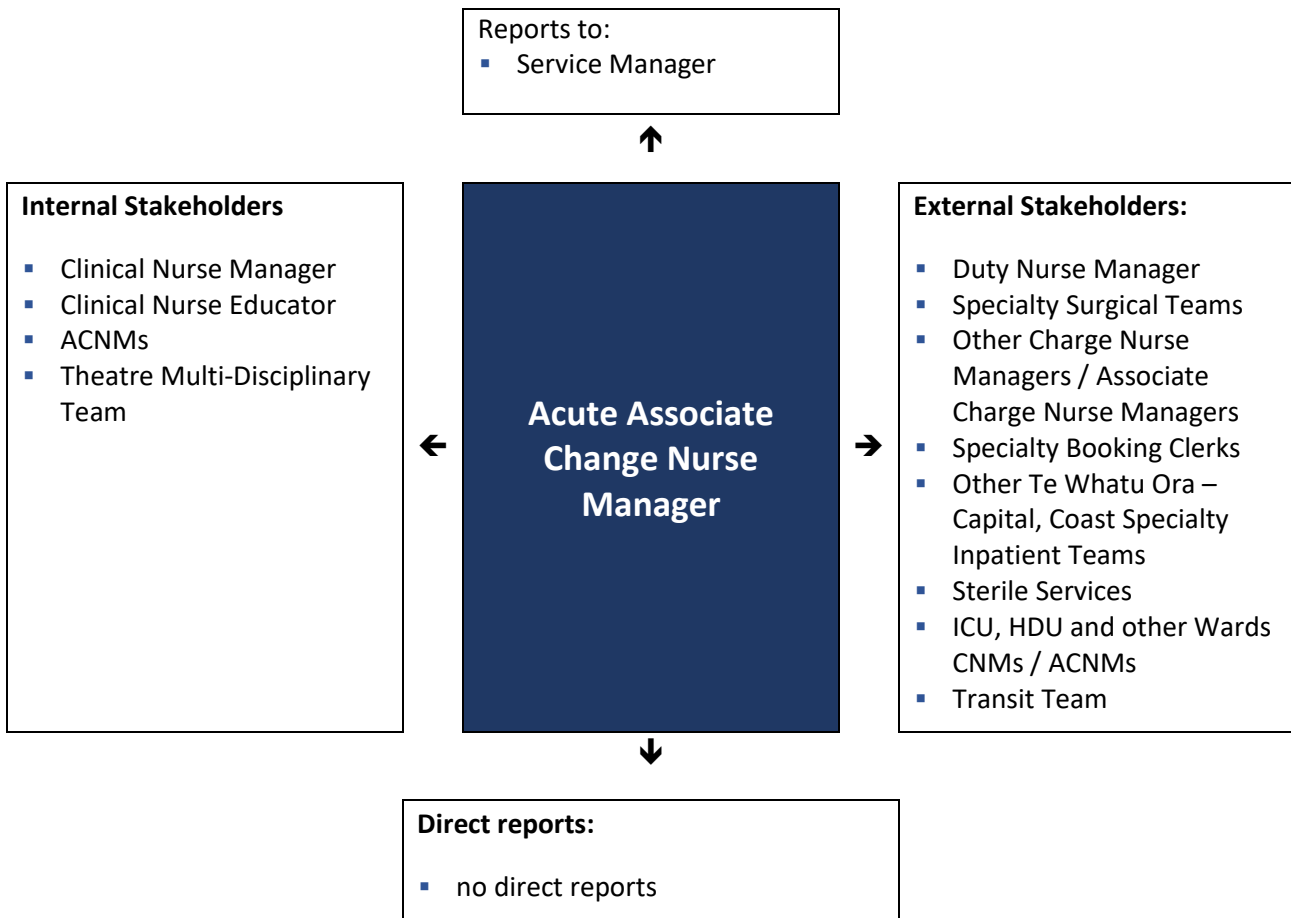 Reports to:
▪ Service Manager
Internal Stakeholders
▪ Clinical Nurse Manager
▪ Clinical Nurse Educator
▪ ACNMs
▪ Theatre Multi-Disciplinary
Team
Acute Associate
Change Nurse
Manager
External Stakeholders:
▪ Duty Nurse Manager
▪ Specialty Surgical Teams
▪ Other Charge Nurse
Managers / Associate
Charge Nurse Managers
▪ Specialty Booking Clerks
▪ Other Te Whatu Ora –
Capital, Coast Specialty
Inpatient Teams
▪ Sterile Services
▪ ICU, HDU and other Wards
CNMs / ACNMs
▪ Transit Team
Direct reports:
▪ no direct reports